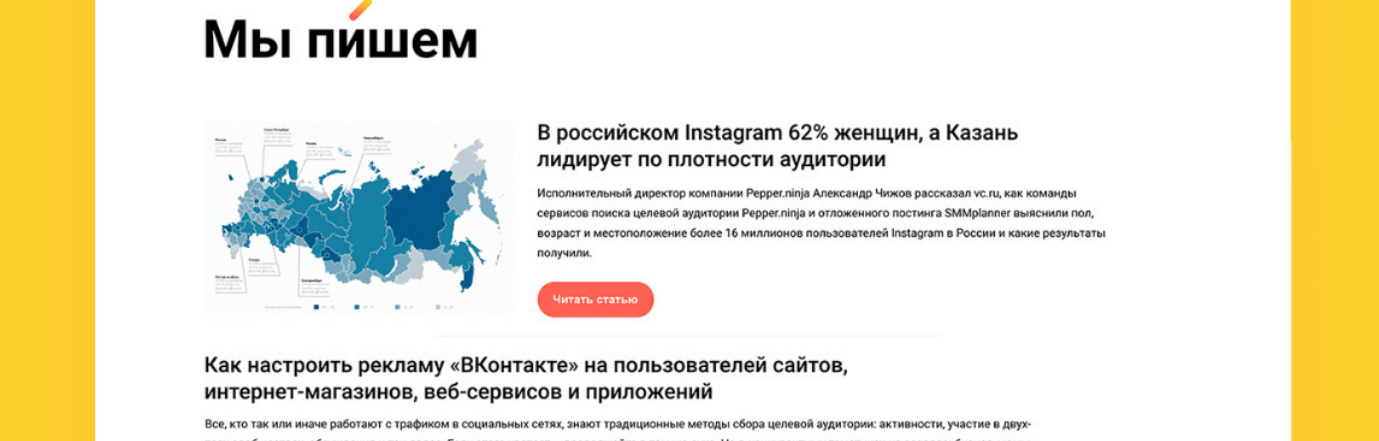 Мы пишем
В российском Instagram 62% женщин, а Казань
лидирует по плотности аудитории
Исполнительный директор компании Pepper.ninja Александр Чижов рассказал vc.ru, как команды
сервисов поиска целевой аудитории Pepper.ninja и отложенного постинга SMMplanner выяснили пол,
возраст и местоположение более 16 миллионов пользователей Instagram в России и какие результаты
получили.
Читать статью
Как настроить рекламу «ВКонтакте» на пользователей сайтов,
интернет-магазинов, веб-сервисов и приложений
Все, кто так или иначе работают с трафиком в социальных сетях, знают традиционные методы сбора целевой аудитории: активности, участие в двух-